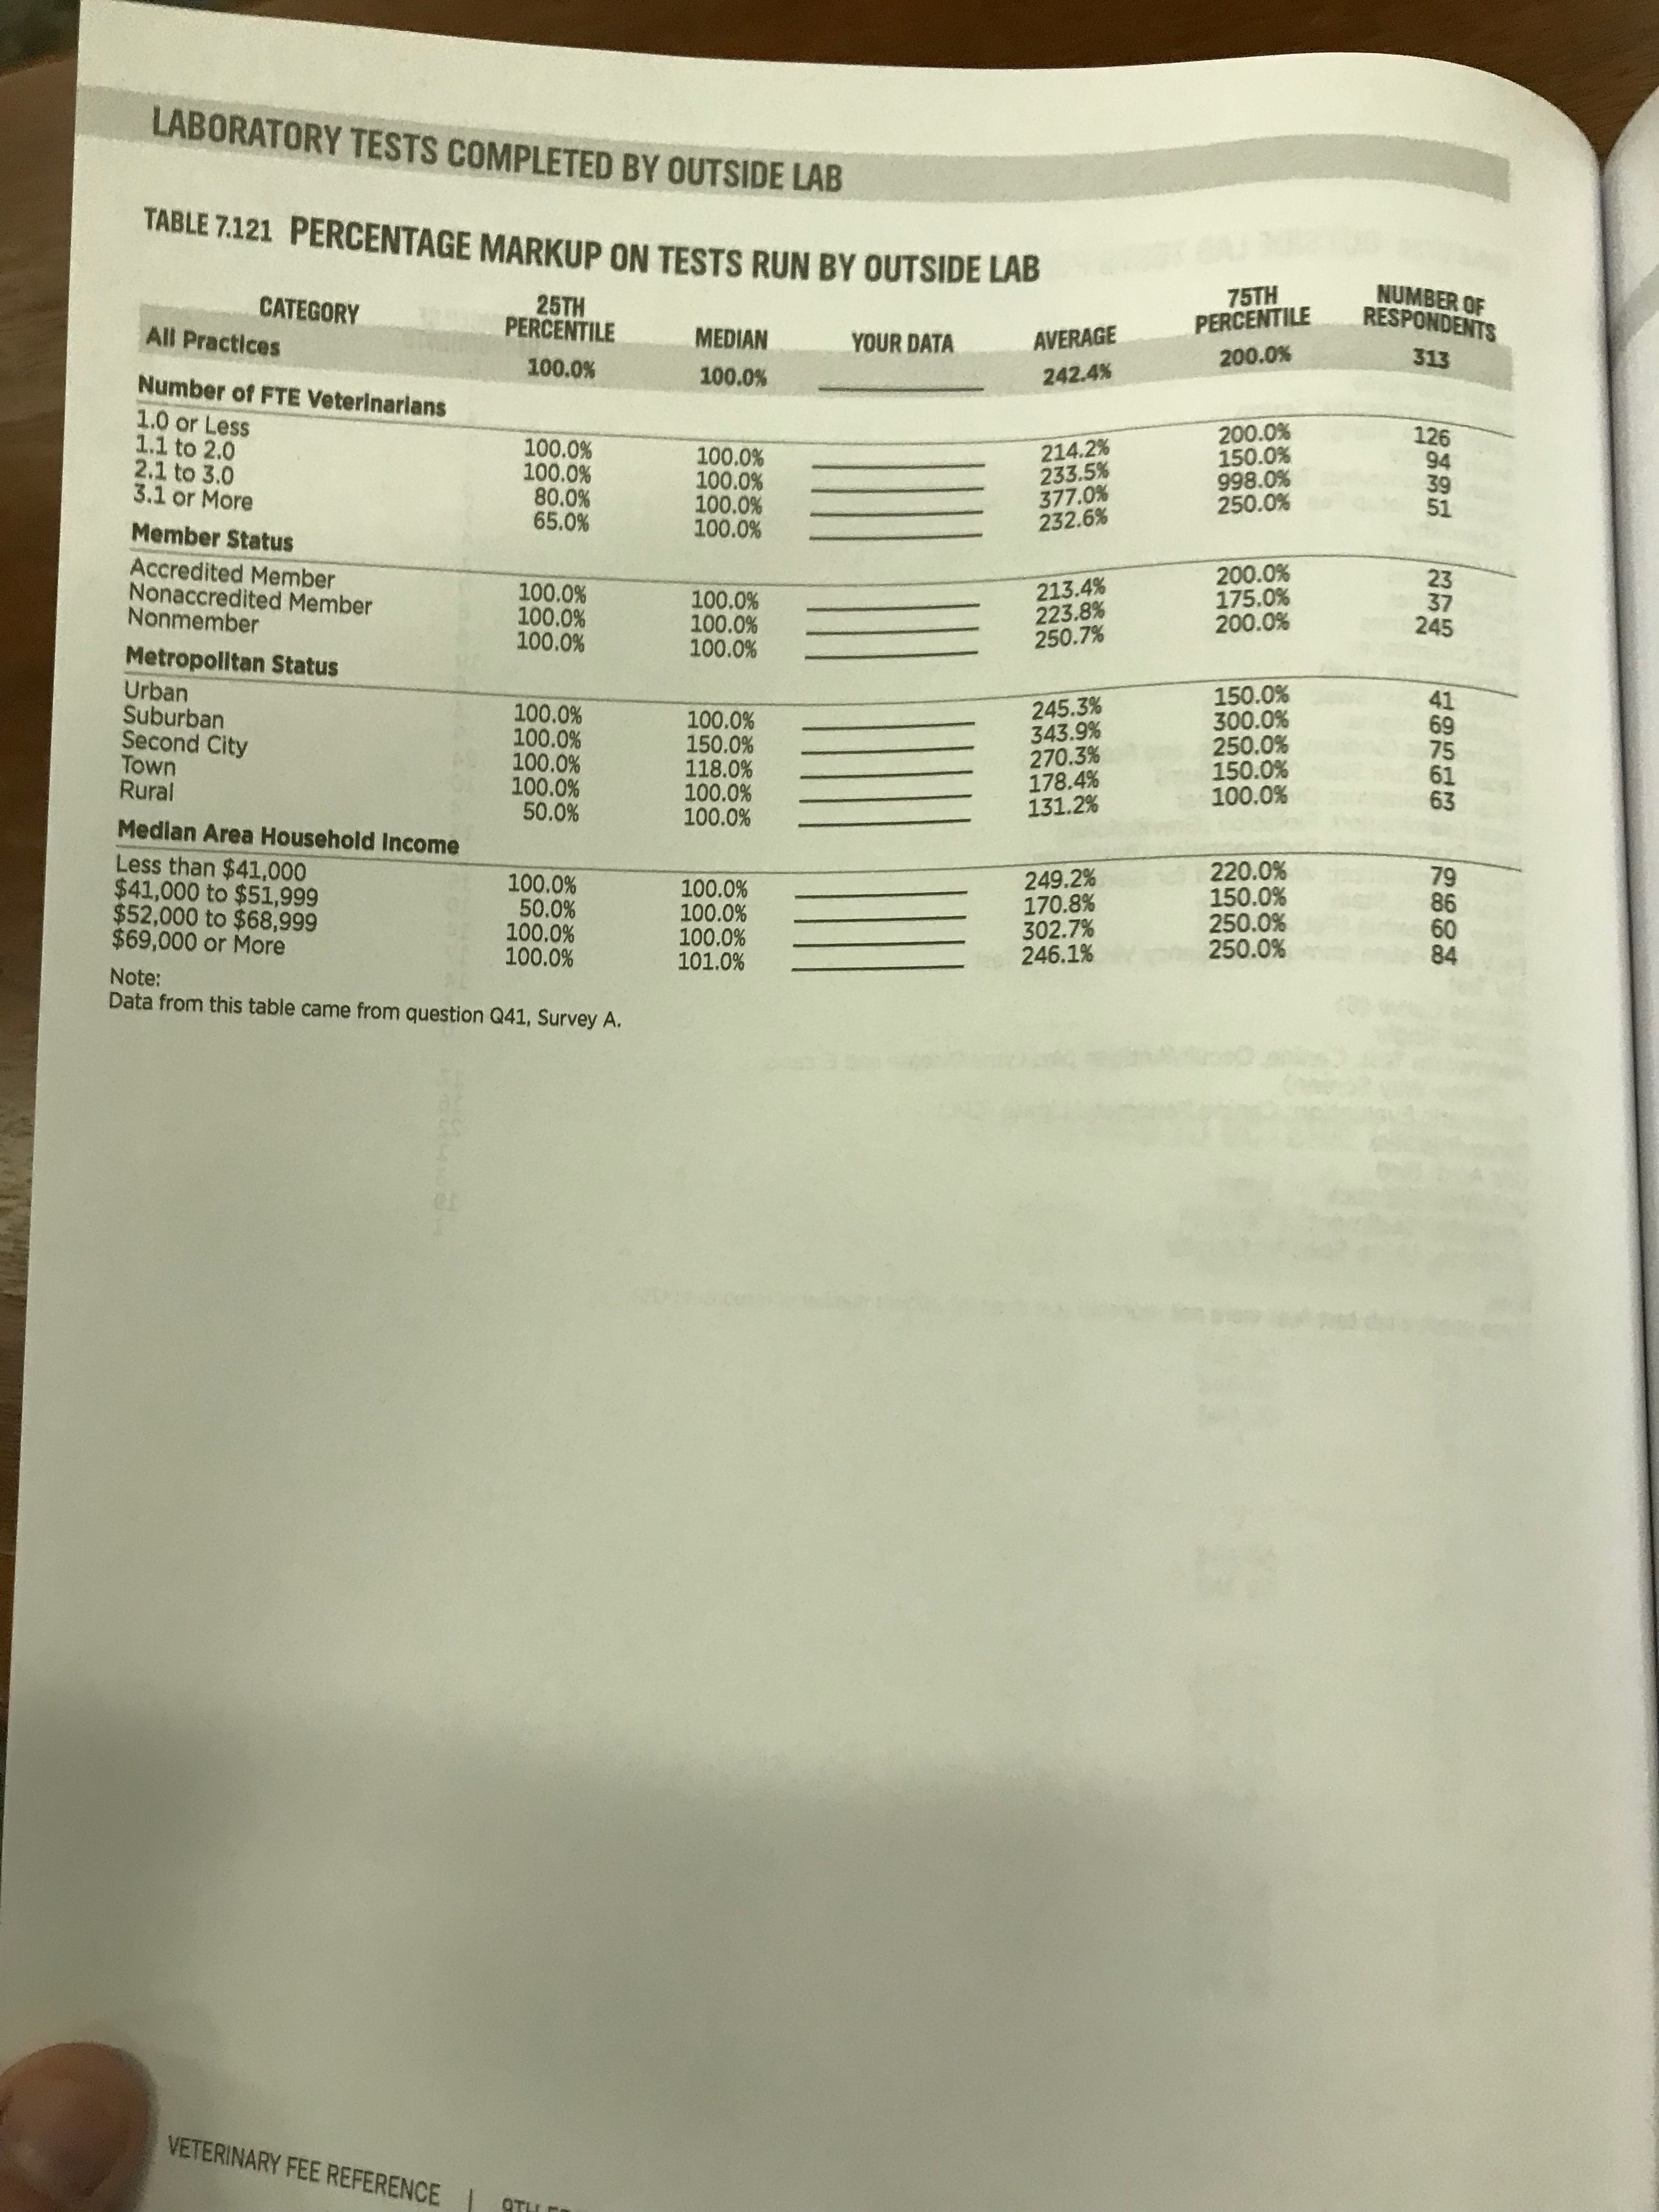 LABORATORY TESTS COMPLETED BY OUTSIDE LAB
TABLE 7.121 PERCENTAGE MARKUP ON TESTS RUN BY OUTSIDE LAB
CATEGORY 25TH PERCENTILE MEDIAN YOUR DATA AVERAGE 75TH PERCENTILE NUMBER OF RESPONDENTS
All Practices 100.0% 100.0% 242.4% 200.0% 313
Number of FTE Veterinarians
1.0 or Less 100.0% 100.0% 214.2% 200.0% 126
1.1 to 2.0 100.0% 100.0% 233.5% 150.0% 94
2.1 to 3.0 80.0% 100.0% 377.0% 998.0% 39
3.1 or More 65.0% 100.0% 232.6% 250.0% 51
Member Status
Accredited Member 100.0% 100.0% 213.4% 200.0% 23
Nonaccredited Member 100.0% 100.0% 223.8% 175.0% 37
Nonmember 100.0% 100.0% 250.7% 200.0% 245
Metropolitan Status
Urban 100.0% 100.0% 245.3% 150.0% 41
Suburban 100.0% 150.0% 343.9% 300.0% 69
Second City 100.0% 118.0% 270.3% 250.0% 75
Town 100.0% 100.0% 178.4% 150.0% 61
Rural 50.0% 100.0% 131.2% 100.0% 63
Median Area Household Income
Less than $41,000 100.0% 100.0% 249.2% 220.0% 79
$41,000 to $51,999 50.0% 100.0% 170.8% 150.0% 86
$52,000 to $68,999 100.0% 100.0% 302.7% 250.0% 60
$69,000 or More 100.0% 101.0% 246.1% 250.0% 84
Note:
Data from this table came from question Q41, Survey A.
VETERINARY FEE REFERENCE | 9TH